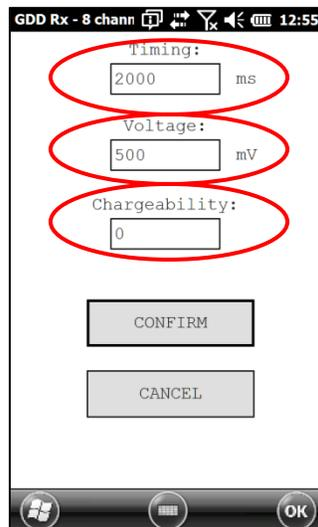 GDD Rx - 8 chann 12:55
Timing:
2000 ms
Voltage:
500 mV
Chargeability:
0
CONFIRM
CANCEL
OK